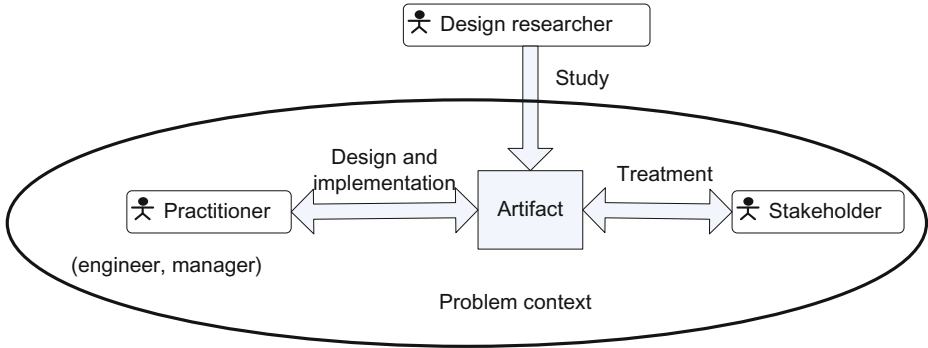 Design researcher
Study
Design and
implementation
Treatment
Practitioner
Artifact
Stakeholder
(engineer, manager)
Problem context